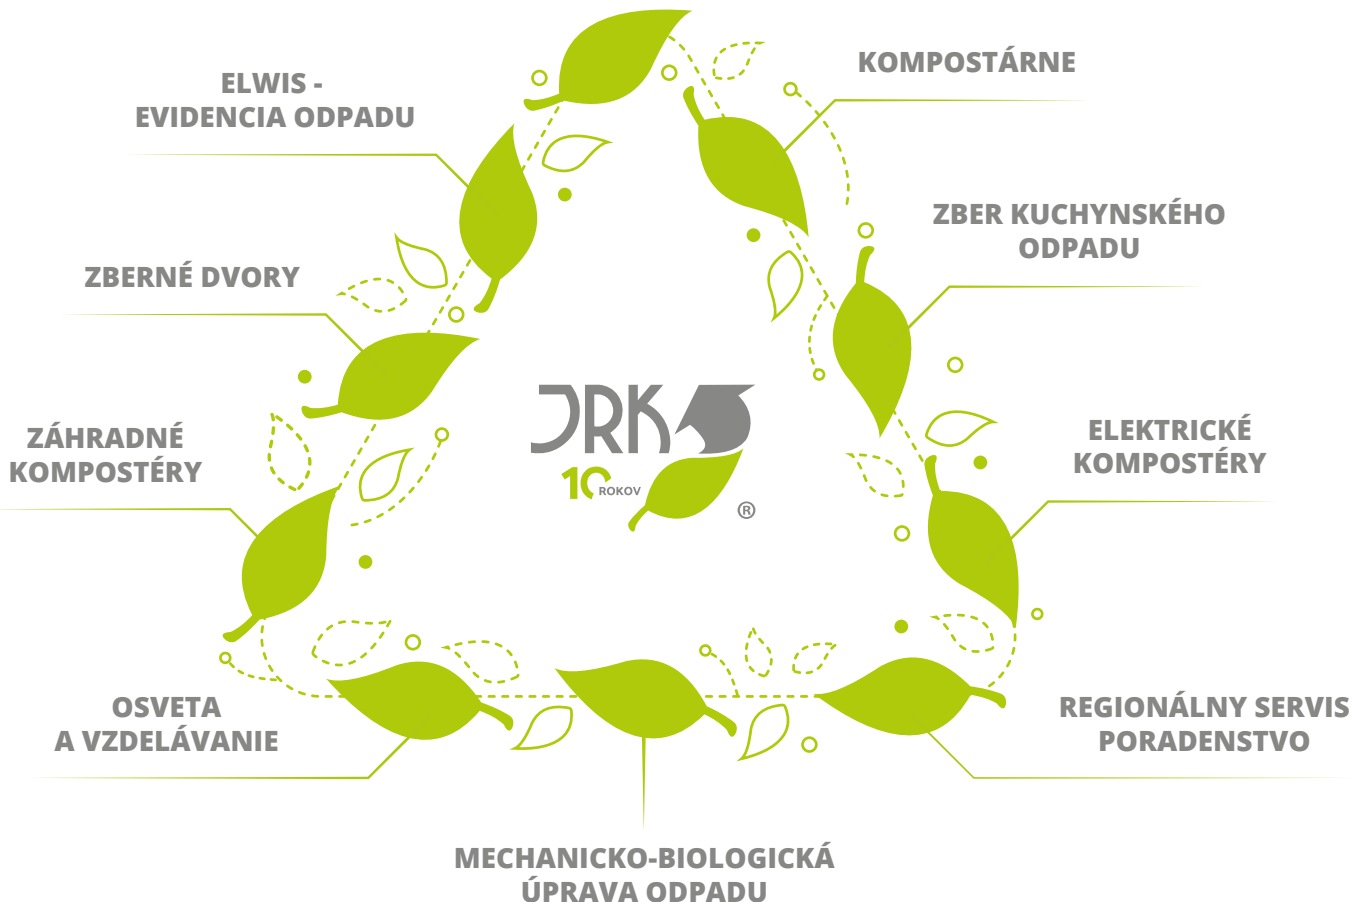 ELWIS -
EVIDENCIA ODPADU
KOMPOSTÁRNE
ZBER KUCHYNSKÉHO
ODPADU
ZBERNÉ DVORY
JRK
10 ROKOV
®
ZÁHRADNÉ
KOMPOSTÉRY
ELEKTRICKÉ
KOMPOSTÉRY
OSVETA
A VZDELÁVANIE
REGIONÁLNY SERVIS
PORADENSTVO
MECHANICKO-BIOLOGICKÁ
ÚPRAVA ODPADU